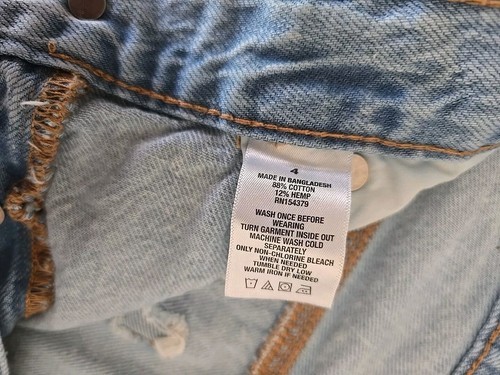 4
MADE IN BANGLADESH
88% COTTON
12% HEMP
RN154379
WASH ONCE BEFORE
WEARING
TURN GARMENT INSIDE OUT
MACHINE WASH COLD
SEPARATELY
ONLY NON-CHLORINE BLEACH
WHEN NEEDED
TUMBLE DRY LOW
WARM IRON IF NEEDED